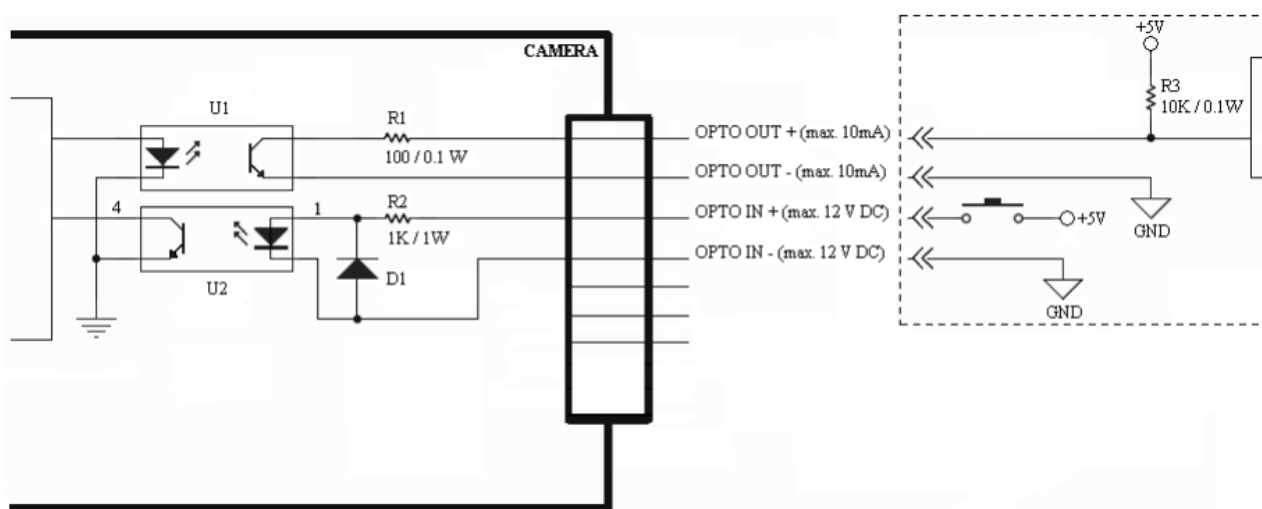 CAMERA
+5V
U1
R1
100 / 0.1 W
R3
10K / 0.1W
OPTO OUT + (max. 10mA)
OPTO OUT - (max. 10mA)
4
1
R2
1K / 1W
OPTO IN + (max. 12 V DC)
+5V
GND
OPTO IN - (max. 12 V DC)
U2
D1
GND